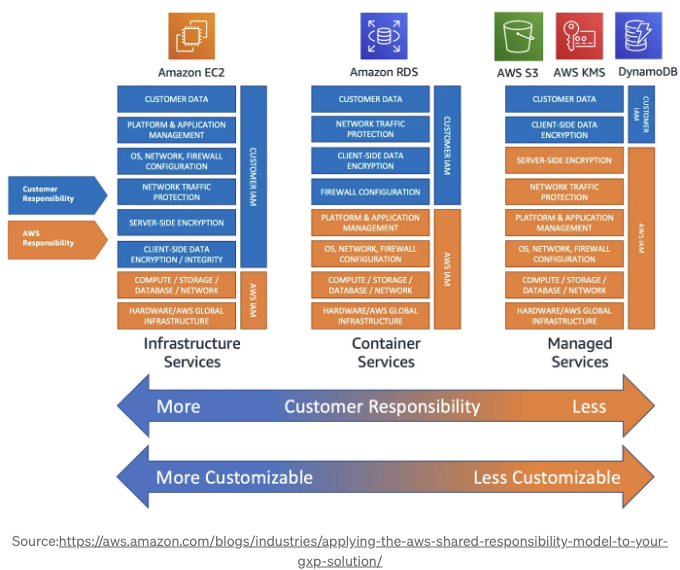 Amazon EC2
Amazon RDS
AWS S3
AWS KMS
DynamoDB
Customer
Responsibility
AWS
Responsibility
CUSTOMER DATA
PLATFORM & APPLICATION
MANAGEMENT
OS, NETWORK, FIREWALL
CONFIGURATION
NETWORK TRAFFIC
PROTECTION
SERVER-SIDE ENCRYPTION
CLIENT-SIDE DATA
ENCRYPTION / INTEGRITY
COMPUTE / STORAGE /
DATABASE / NETWORK
HARDWARE/AWS GLOBAL
INFRASTRUCTURE
CUSTOMER IAM
AWS IAM
Infrastructure
Services
CUSTOMER DATA
NETWORK TRAFFIC
PROTECTION
CLIENT-SIDE DATA
ENCRYPTION
FIREWALL CONFIGURATION
PLATFORM & APPLICATION
MANAGEMENT
OS, NETWORK, FIREWALL
CONFIGURATION
COMPUTE / STORAGE /
DATABASE / NETWORK
HARDWARE/AWS GLOBAL
INFRASTRUCTURE
CUSTOMER IAM
AWS IAM
Container
Services
CUSTOMER DATA
CLIENT-SIDE DATA
ENCRYPTION
SERVER-SIDE ENCRYPTION
NETWORK TRAFFIC
PROTECTION
PLATFORM & APPLICATION
MANAGEMENT
OS, NETWORK, FIREWALL
CONFIGURATION
COMPUTE / STORAGE /
DATABASE / NETWORK
HARDWARE/AWS GLOBAL
INFRASTRUCTURE
CUSTOMER
IAM
AWS IAM
Managed
Services
More Customer Responsibility Less
More Customizable Less Customizable
Source:https://aws.amazon.com/blogs/industries/applying-the-aws-shared-responsibility-model-to-your-
gxp-solution/